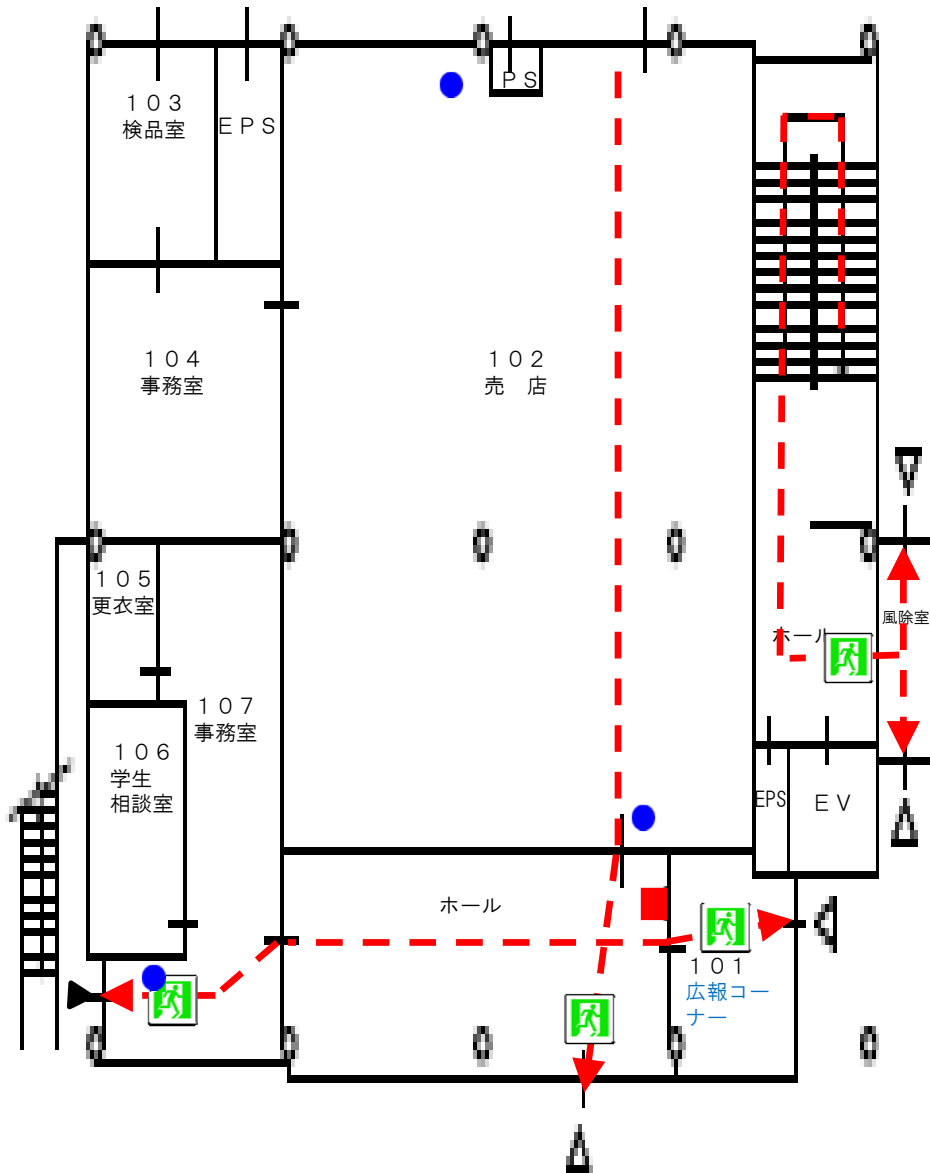 ＰＳ
１０３
検品室
ＥＰＳ
１０４
事務室
１０２
売　店
１０５
更衣室
風除室
ホール
１０７
事務室
１０６
学生
相談室
EPS
ＥＶ
ホール
１０１
広報コー
ナー